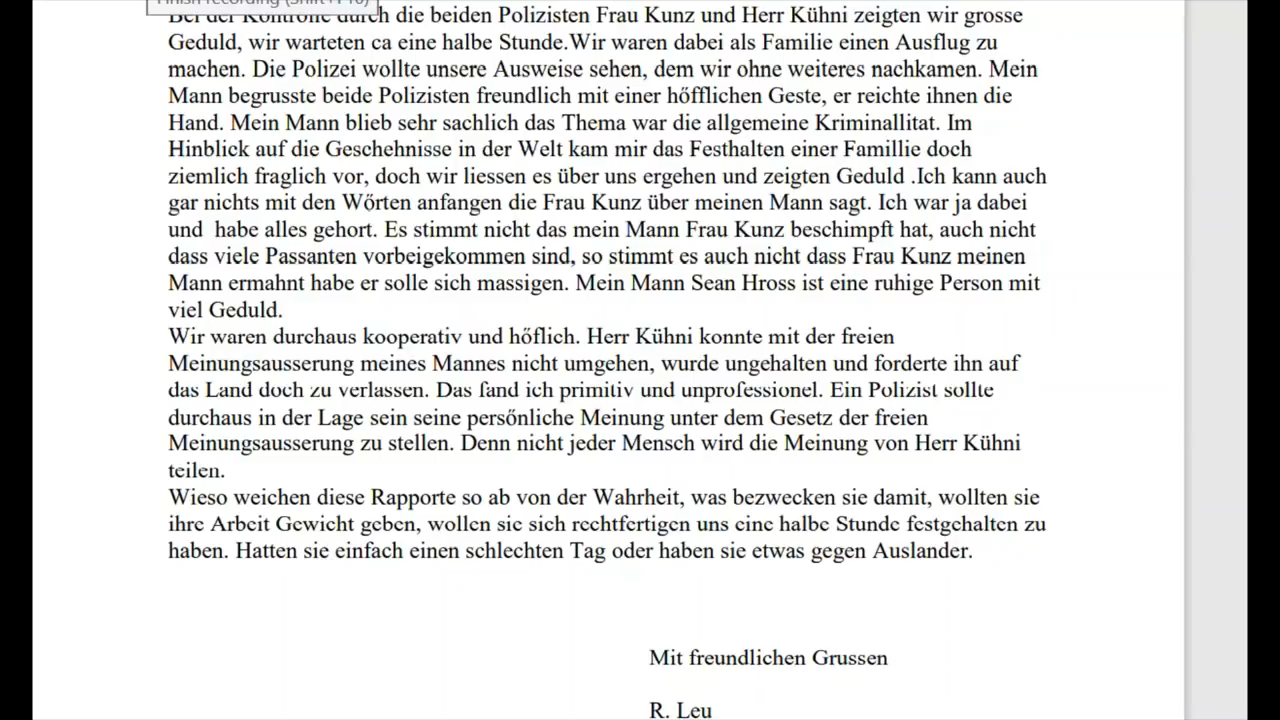 Finish recording (Shift+F10)
Bei der Kontrolle durch die beiden Polizisten Frau Kunz und Herr Kühni zeigten wir grosse
Geduld, wir warteten ca eine halbe Stunde.Wir waren dabei als Familie einen Ausflug zu
machen. Die Polizei wollte unsere Ausweise sehen, dem wir ohne weiteres nachkamen. Mein
Mann begrusste beide Polizisten freundlich mit einer hőfflichen Geste, er reichte ihnen die
Hand. Mein Mann blieb sehr sachlich das Thema war die allgemeine Kriminallitat. Im
Hinblick auf die Geschehnisse in der Welt kam mir das Festhalten einer Famillie doch
ziemlich fraglich vor, doch wir liessen es über uns ergehen und zeigten Geduld .Ich kann auch
gar nichts mit den Wőrten anfangen die Frau Kunz über meinen Mann sagt. Ich war ja dabei
und  habe alles gehort. Es stimmt nicht das mein Mann Frau Kunz beschimpft hat, auch nicht
dass viele Passanten vorbeigekommen sind, so stimmt es auch nicht dass Frau Kunz meinen
Mann ermahnt habe er solle sich massigen. Mein Mann Sean Hross ist eine ruhige Person mit
viel Geduld.
Wir waren durchaus kooperativ und hőflich. Herr Kühni konnte mit der freien
Meinungsausserung meines Mannes nicht umgehen, wurde ungehalten und forderte ihn auf
das Land doch zu verlassen. Das fand ich primitiv und unprofessionel. Ein Polizist sollte
durchaus in der Lage sein seine persőnliche Meinung unter dem Gesetz der freien
Meinungsausserung zu stellen. Denn nicht jeder Mensch wird die Meinung von Herr Kühni
teilen.
Wieso weichen diese Rapporte so ab von der Wahrheit, was bezwecken sie damit, wollten sie
ihre Arbeit Gewicht geben, wollen sie sich rechtfertigen uns eine halbe Stunde festgehalten zu
haben. Hatten sie einfach einen schlechten Tag oder haben sie etwas gegen Auslander.
Mit freundlichen Grussen
R. Leu